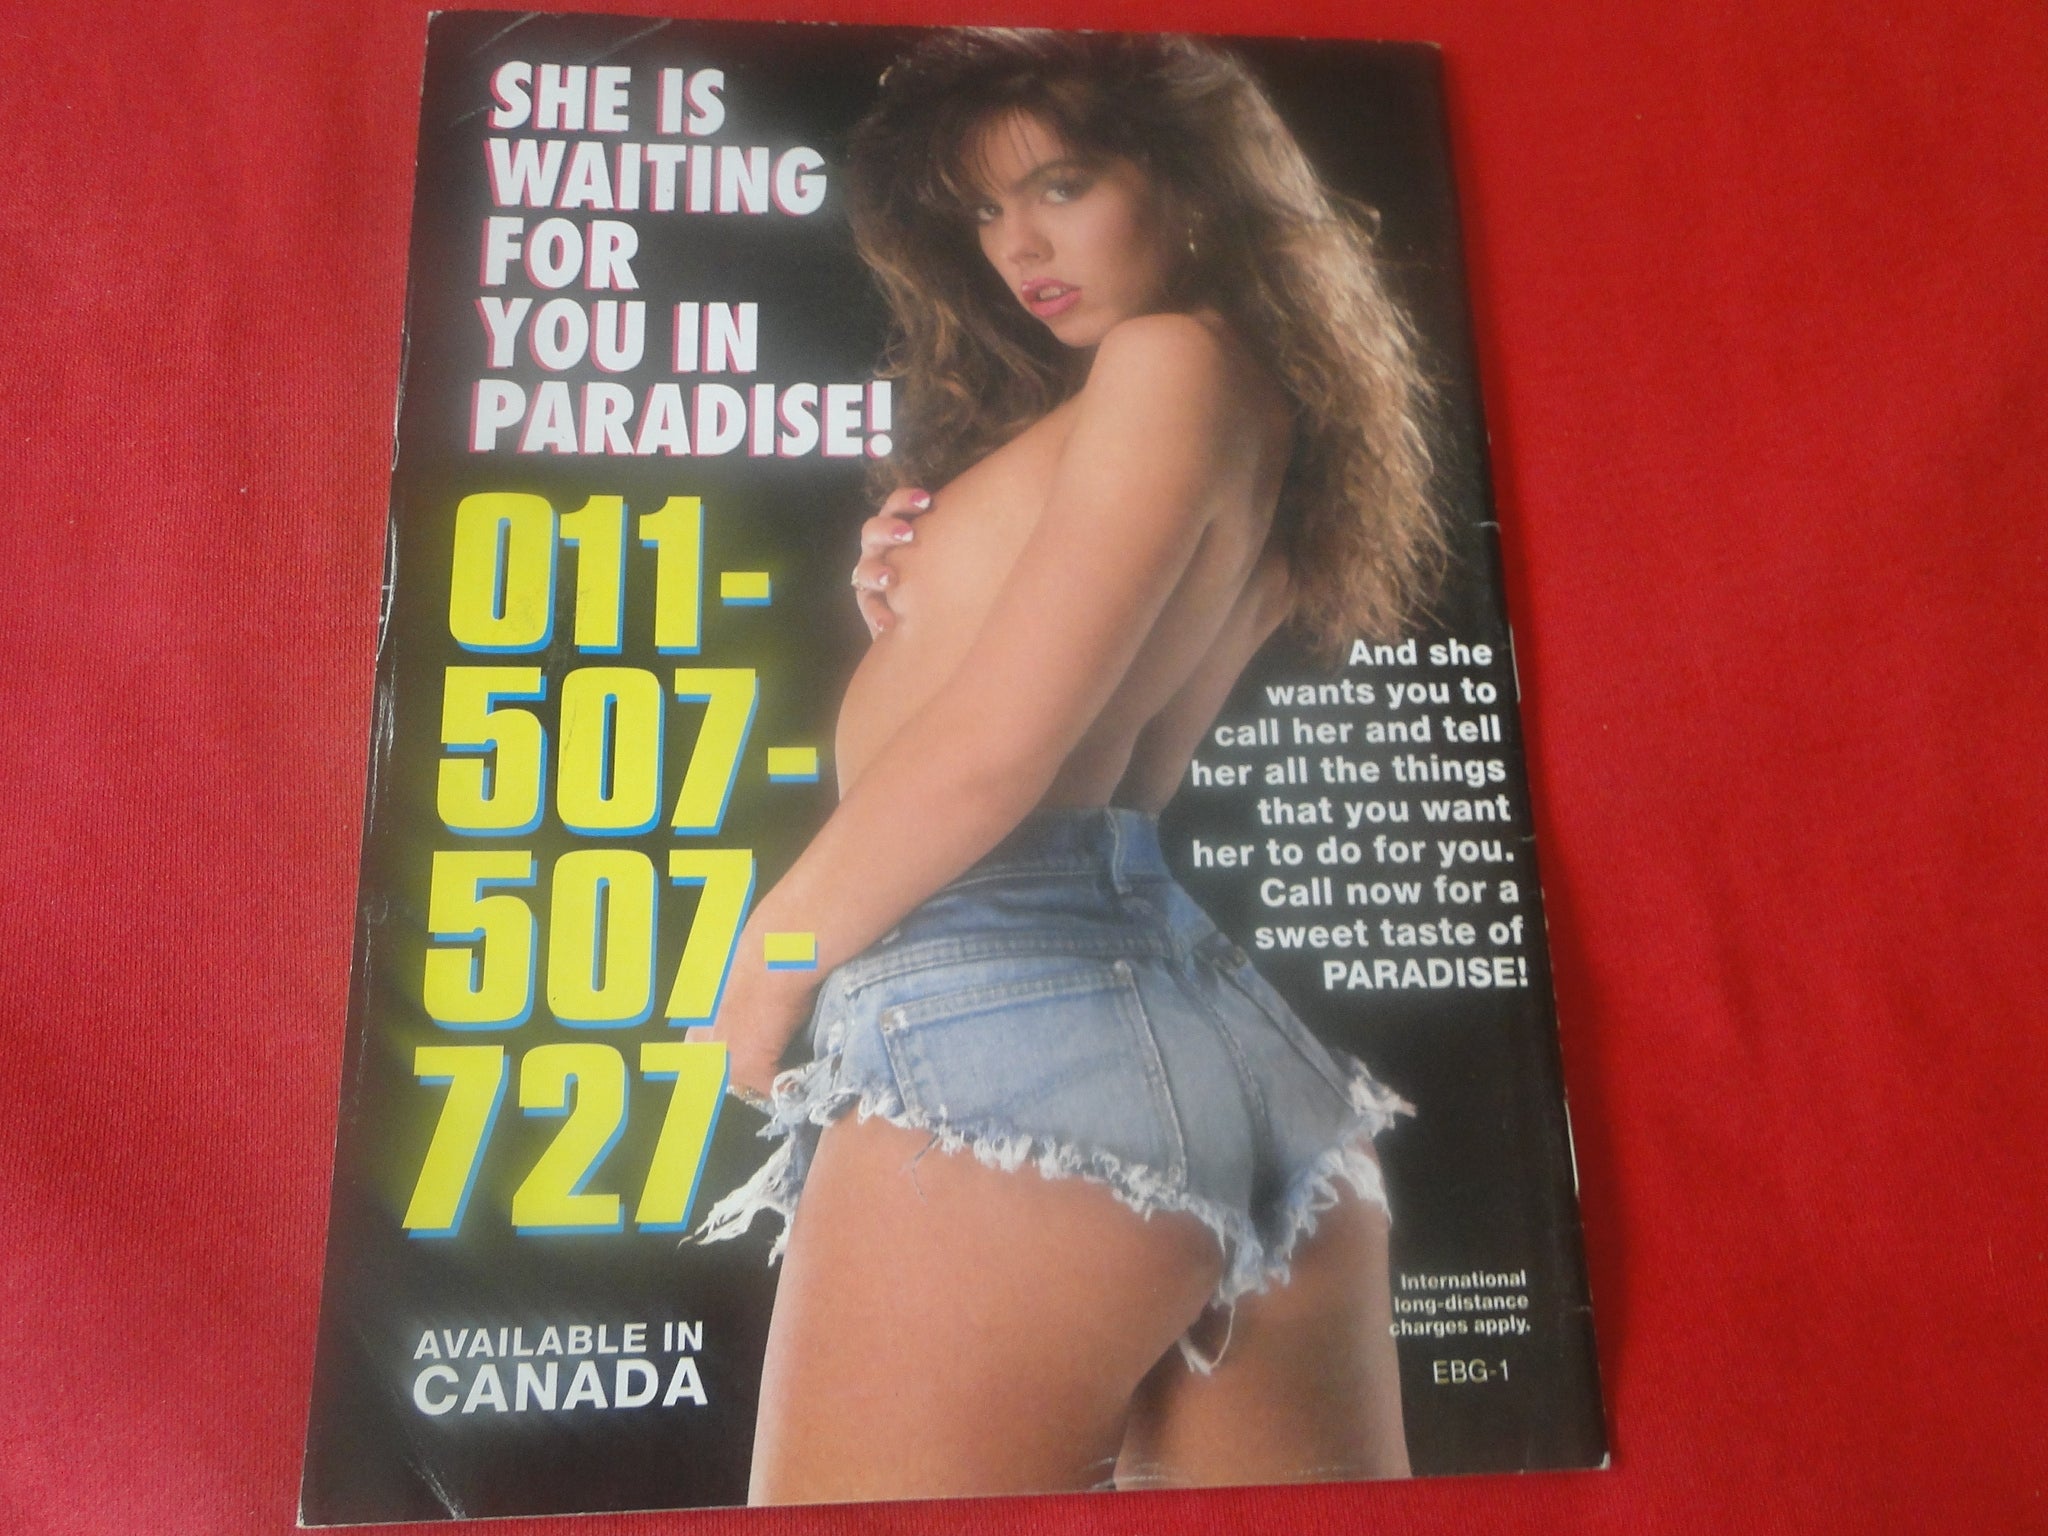 SHE IS
WAITING
FOR
YOU IN
PARADISE!
011-
507-
507-
727
AVAILABLE IN
CANADA
And she
wants you to
call her and tell
her all the things
that you want
her to do for you.
Call now for a
sweet taste of
PARADISE!
International
long-distance
charges apply.
EBG-1